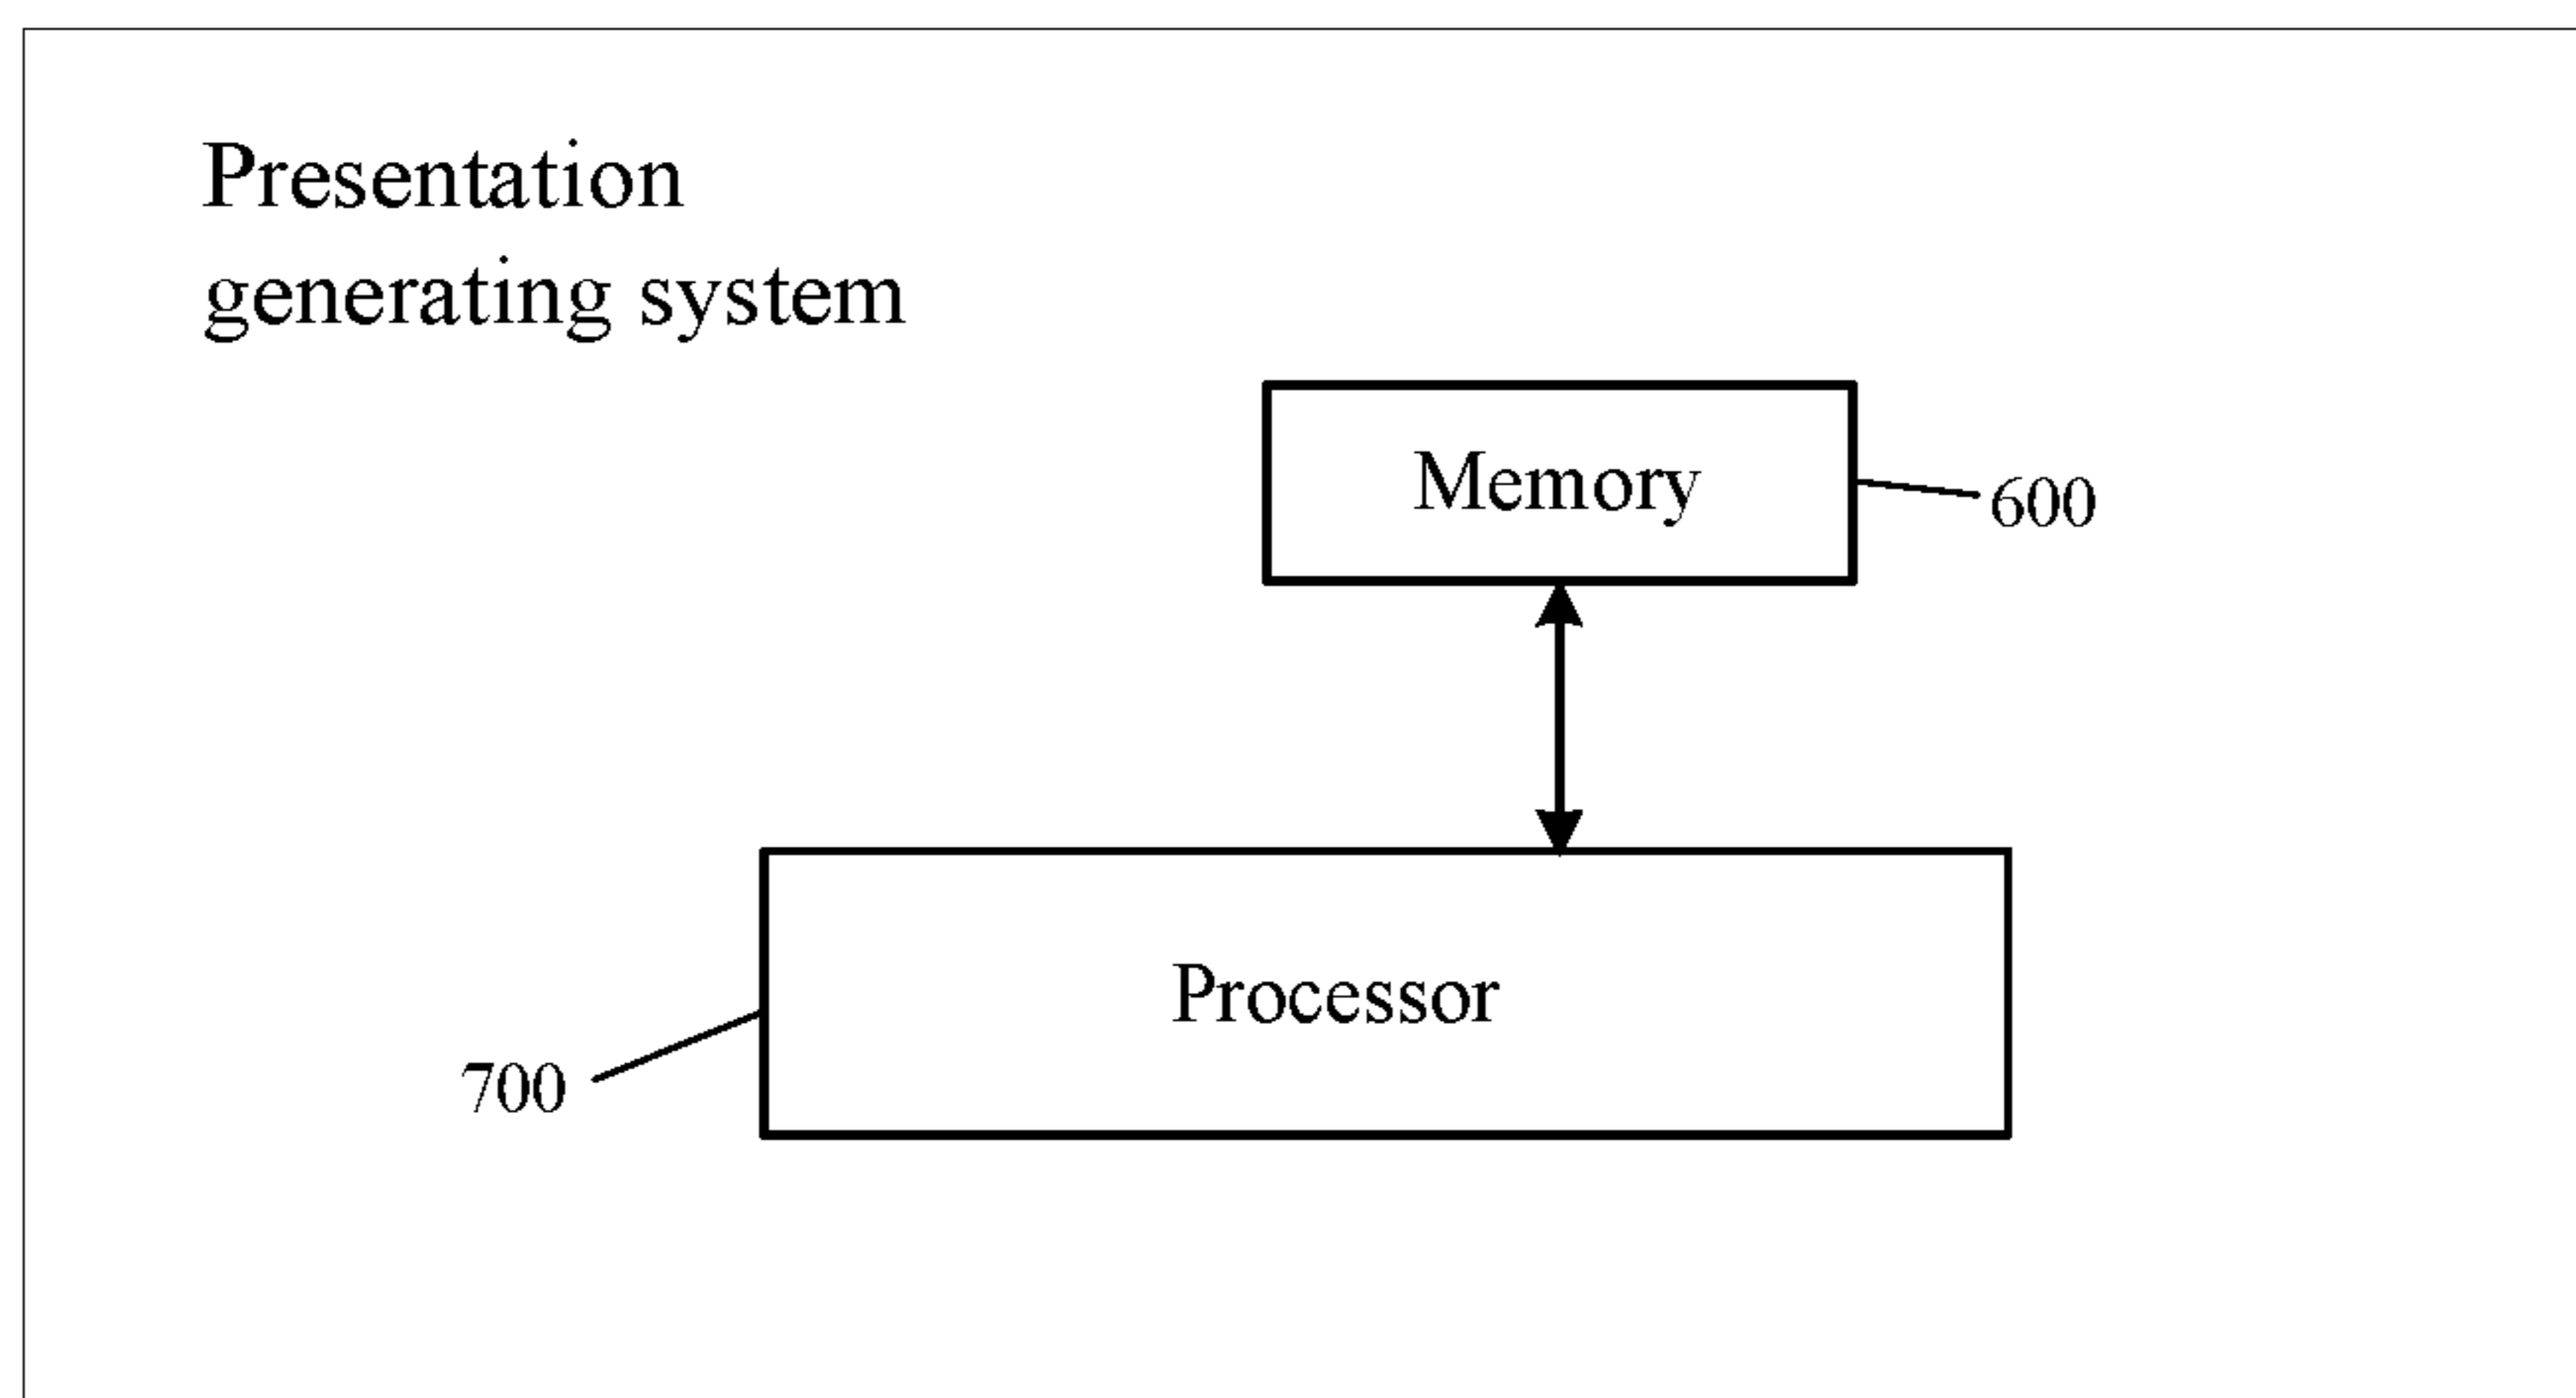 Presentation
generating system
Memory
600
Processor
700